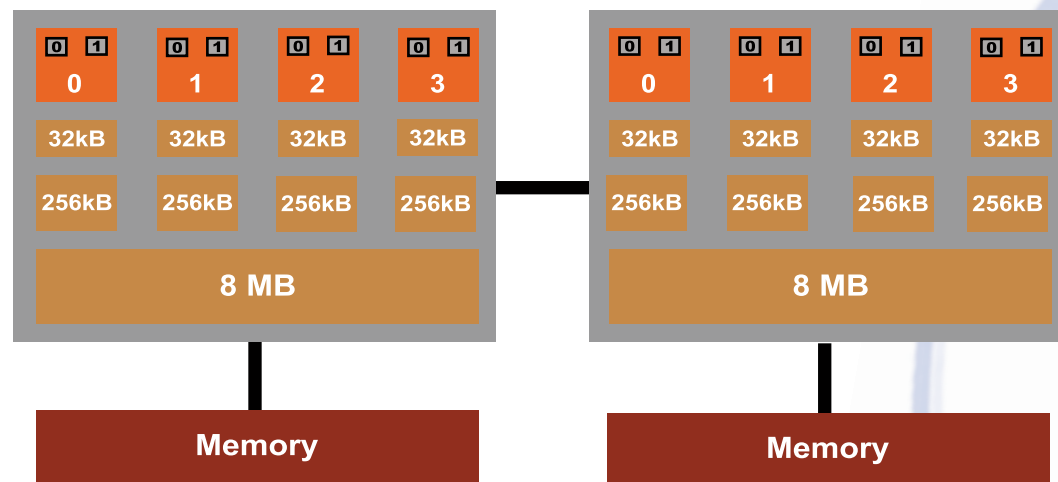 0 1 0 1 0 1 0 1 0 1 0 1 0 1 0 1
0 1 2 3 0 1 2 3
32kB 32kB 32kB 32kB 32kB 32kB 32kB 32kB
256kB 256kB 256kB 256kB 256kB 256kB 256kB 256kB
8 MB 8 MB
Memory Memory